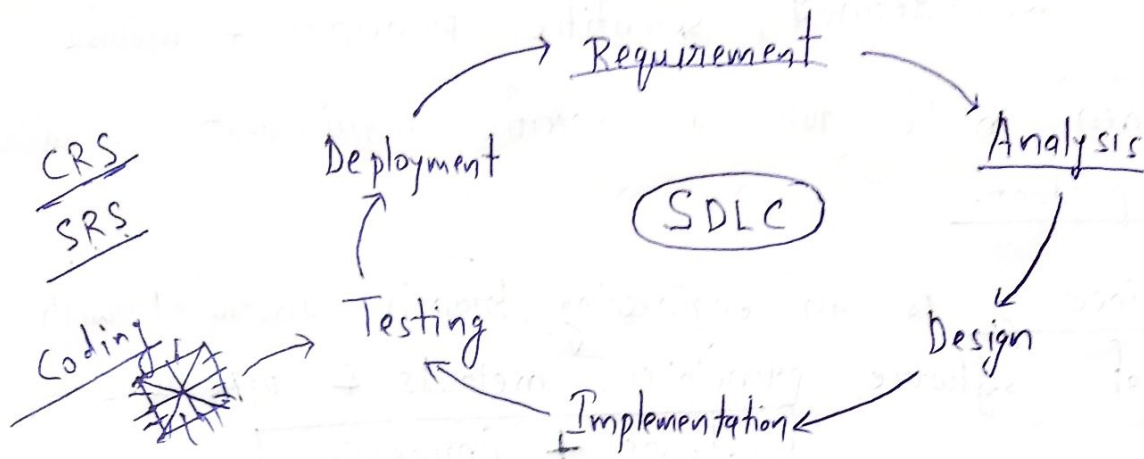 Requirement
Analysis
CRS
Deployment
SDLC
SRS
Testing
Design
Coding
Implementation